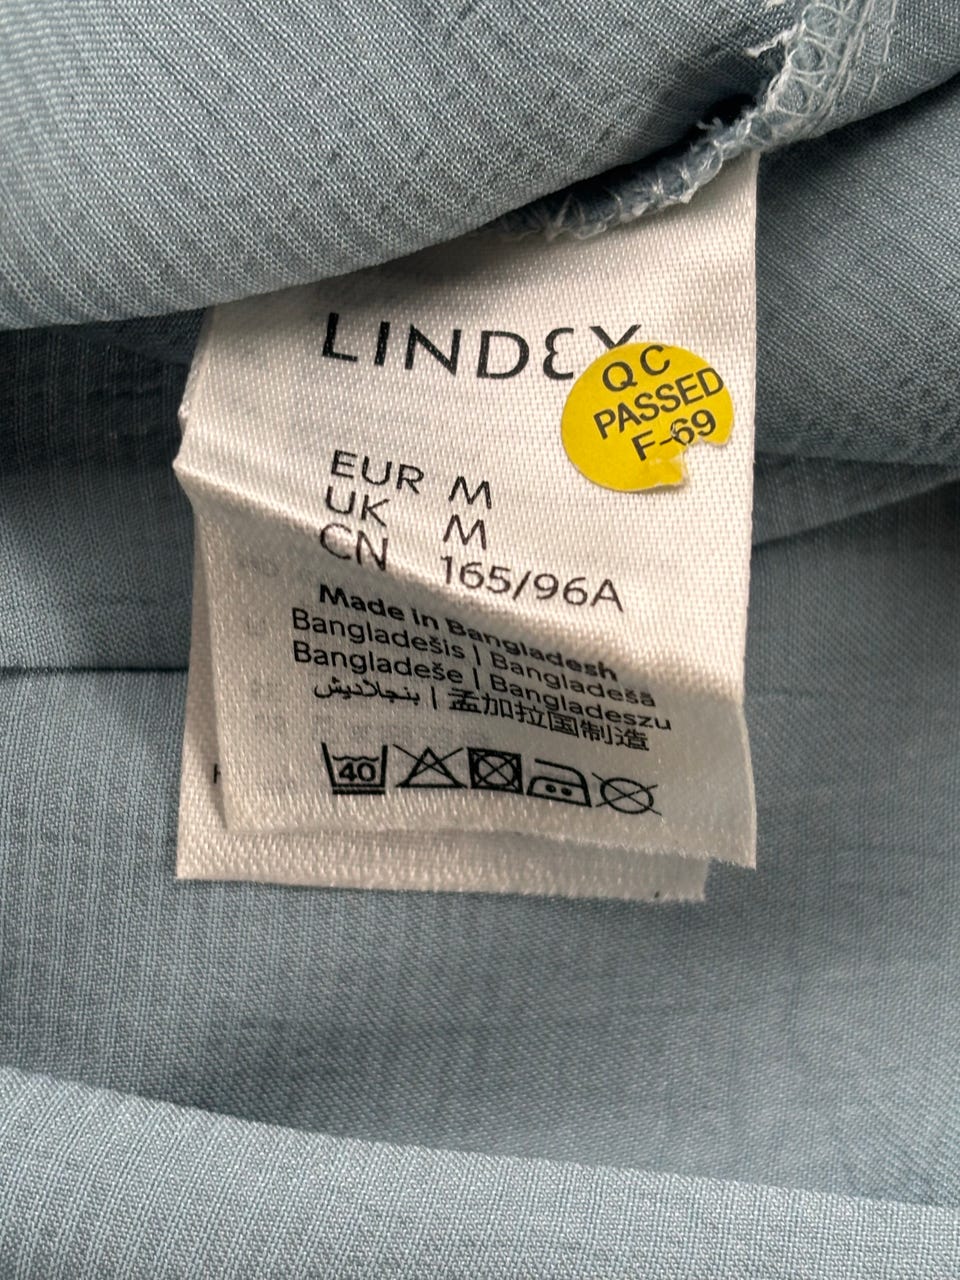 LINDEX
QC
PASSED
F-69
EUR M
UK M
CN 165/96A
Made in Bangladesh
Bangladešis | Bangladešā
Bangladeše | Bangladeszu
بنجلاديش | 孟加拉国制造
40